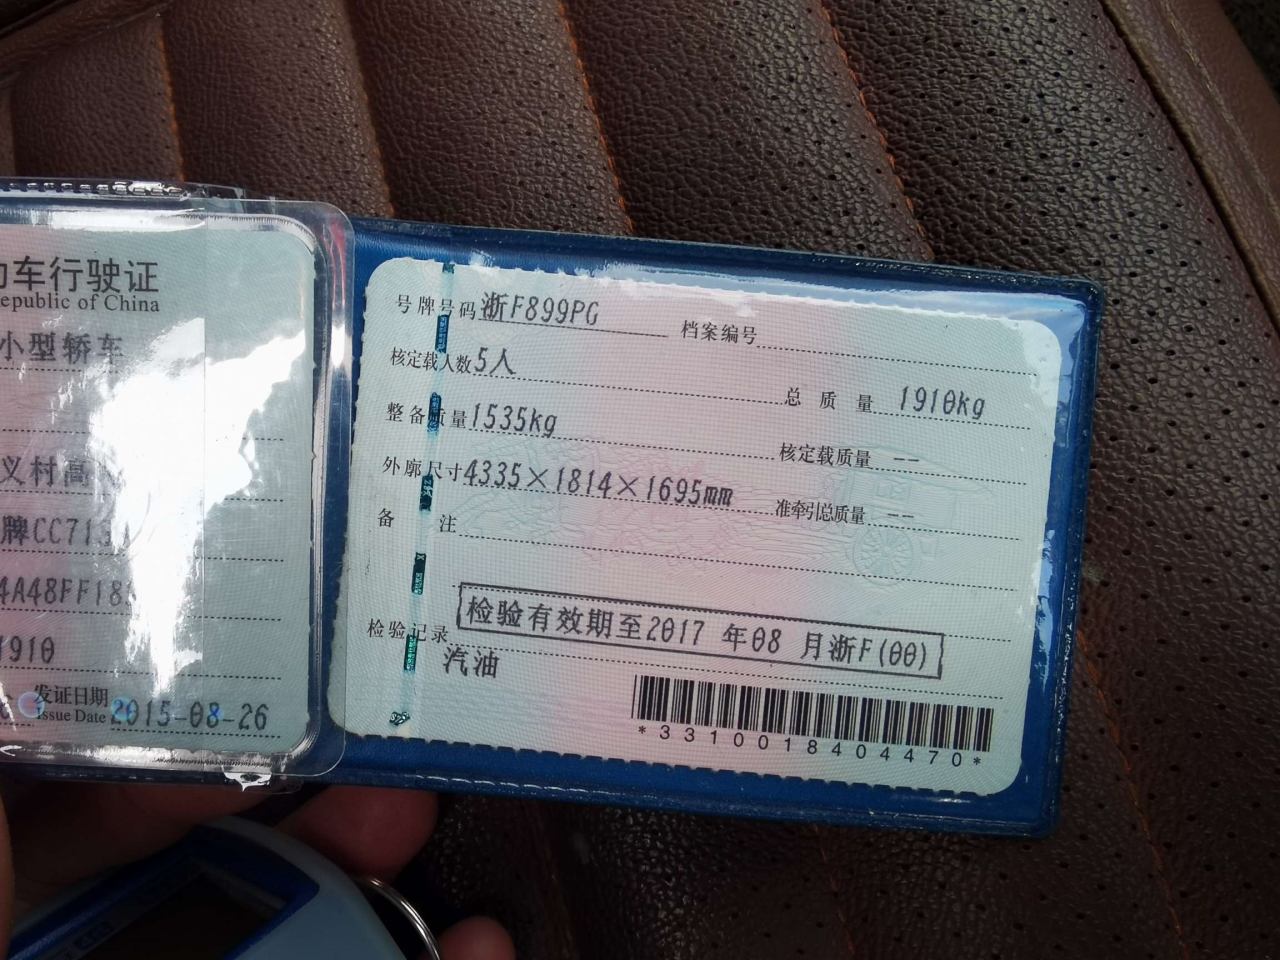 动车行驶证
Republic of China
小型轿车
义村高
牌CC713
4A48FF18
1910
发证日期
Issue Date 2015-08-26
号牌号码 浙F899PG 档案编号
核定载人数 5人 总质量 1910kg
整备质量 1535kg 核定载质量 --
外廓尺寸 4335×1814×1695mm 准牵引总质量 --
备注
检验记录 检验有效期至2017 年08 月浙F(00)
汽油
*3310018404470*